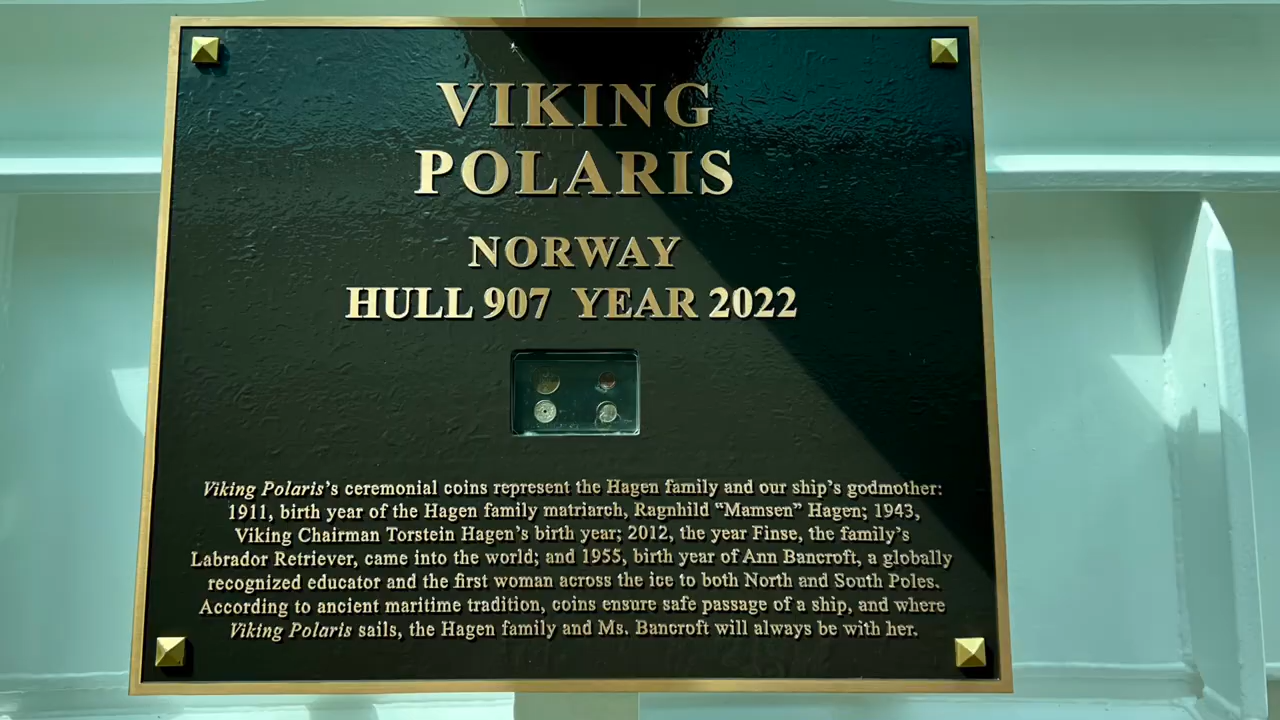 VIKING
POLARIS
NORWAY
HULL 907 YEAR 2022
Viking Polaris's ceremonial coins represent the Hagen family and our ship's godmother:
1911, birth year of the Hagen family matriarch, Ragnhild "Mamsen" Hagen; 1943,
Viking Chairman Torstein Hagen's birth year; 2012, the year Finse, the family's
Labrador Retriever, came into the world; and 1955, birth year of Ann Bancroft, a globally
recognized educator and the first woman across the ice to both North and South Poles.
According to ancient maritime tradition, coins ensure safe passage of a ship, and where
Viking Polaris sails, the Hagen family and Ms. Bancroft will always be with her.